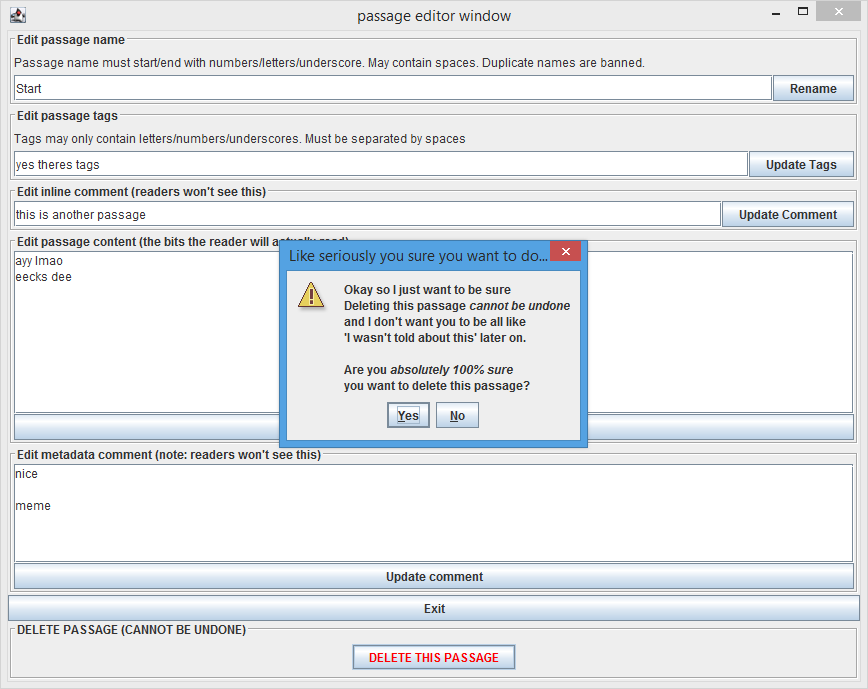 passage editor window
Edit passage name
Passage name must start/end with numbers/letters/underscore. May contain spaces. Duplicate names are banned.
Start
Rename
Edit passage tags
Tags may only contain letters/numbers/underscores. Must be separated by spaces
yes theres tags
Update Tags
Edit inline comment (readers won't see this)
this is another passage
Update Comment
Edit passage content (the bits the reader will actually read)
ayy lmao
eecks dee
Like seriously you sure you want to do...
Okay so I just want to be sure
Deleting this passage cannot be undone
and I don't want you to be all like
'I wasn't told about this' later on.
Are you absolutely 100% sure
you want to delete this passage?
Yes
No
Edit metadata comment (note: readers won't see this)
nice
meme
Update comment
Exit
DELETE PASSAGE (CANNOT BE UNDONE)
DELETE THIS PASSAGE